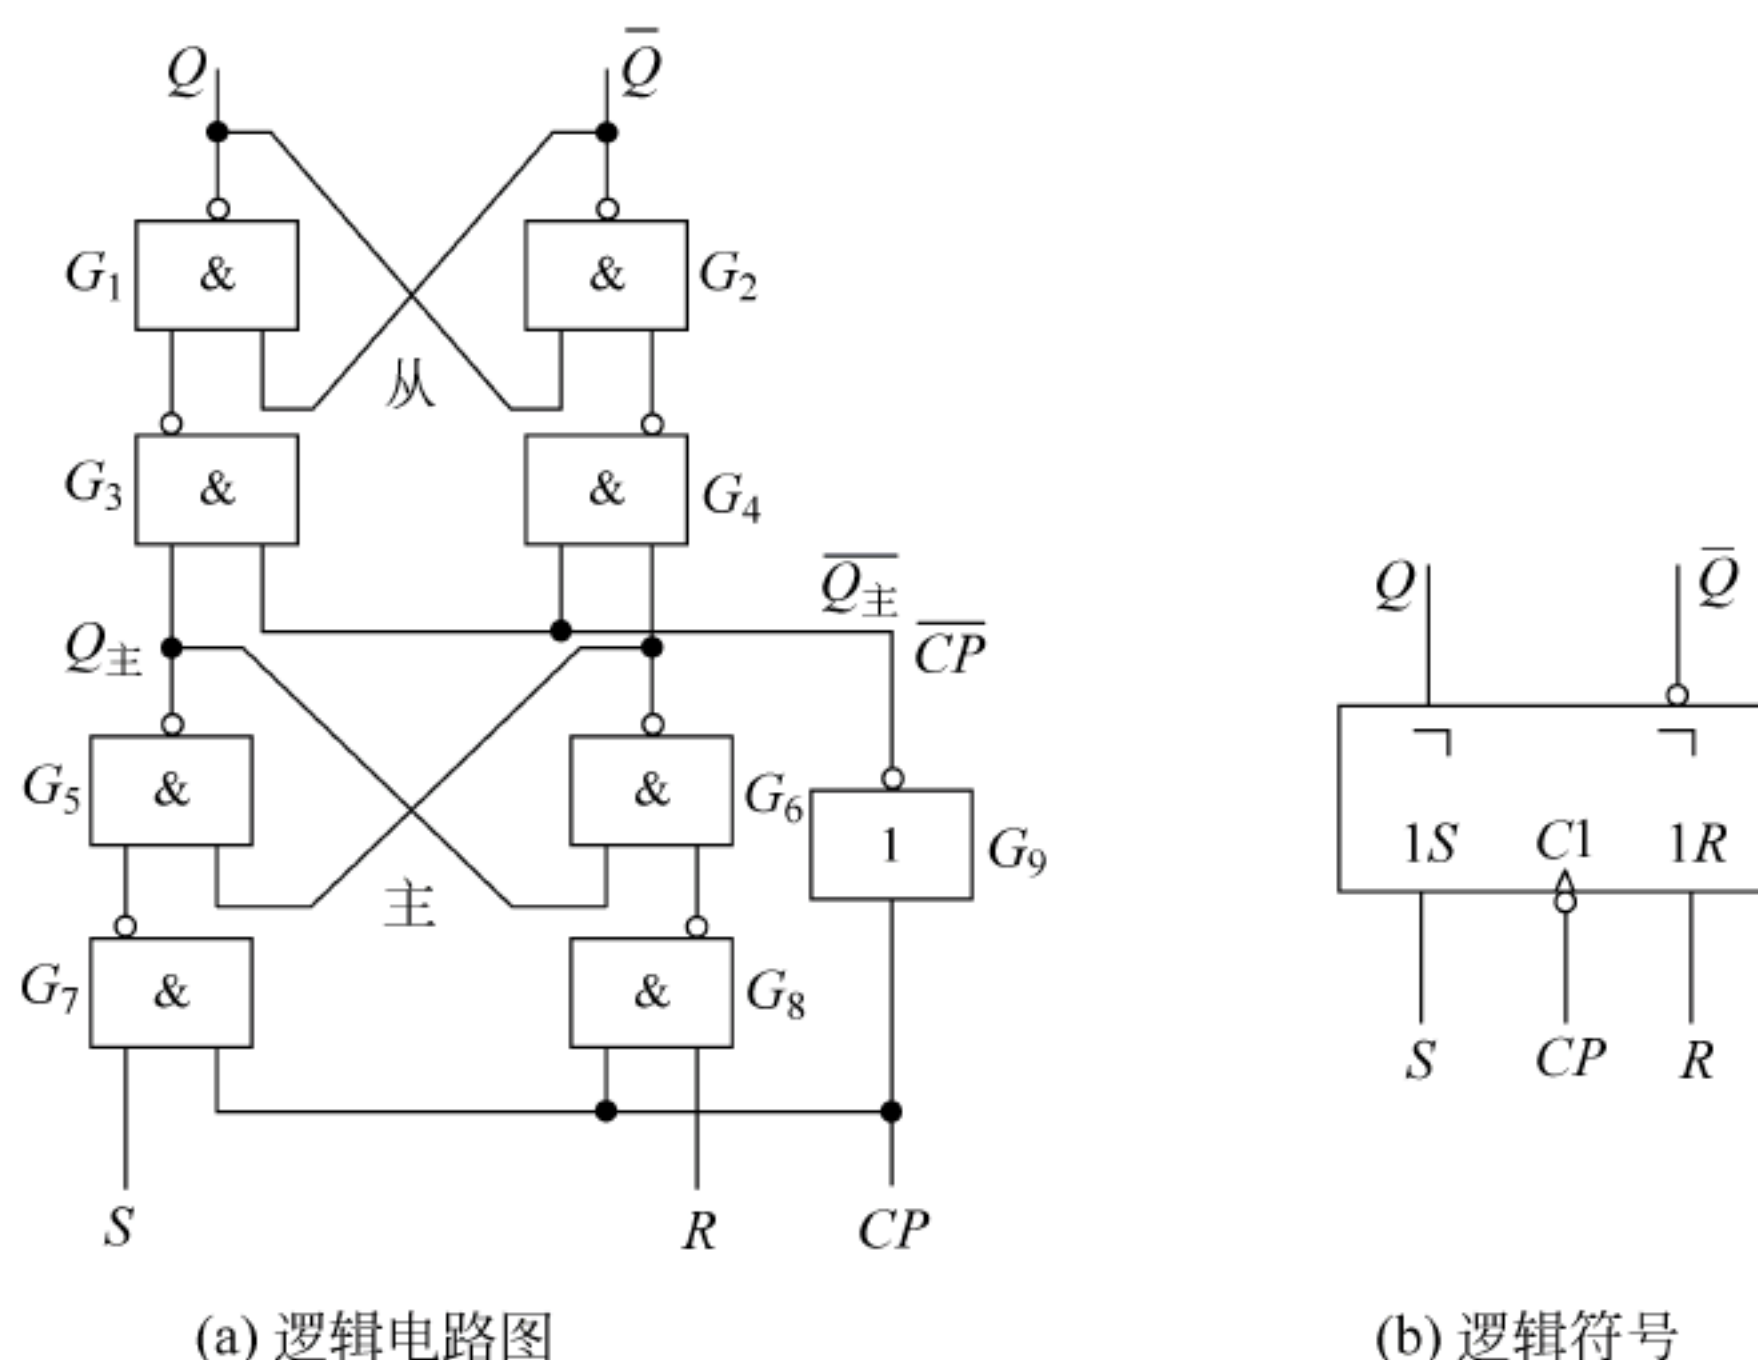 Q Q̅
G₁ & & G₂
从
G₃ & & G₄
Q̅主̅
Q主 C̅P̅
G₅ & & G₆
1 G₉
主
G₇ & & G₈
S R CP
(a) 逻辑电路图
Q Q̅
1S C1 1R
S CP R
(b) 逻辑符号